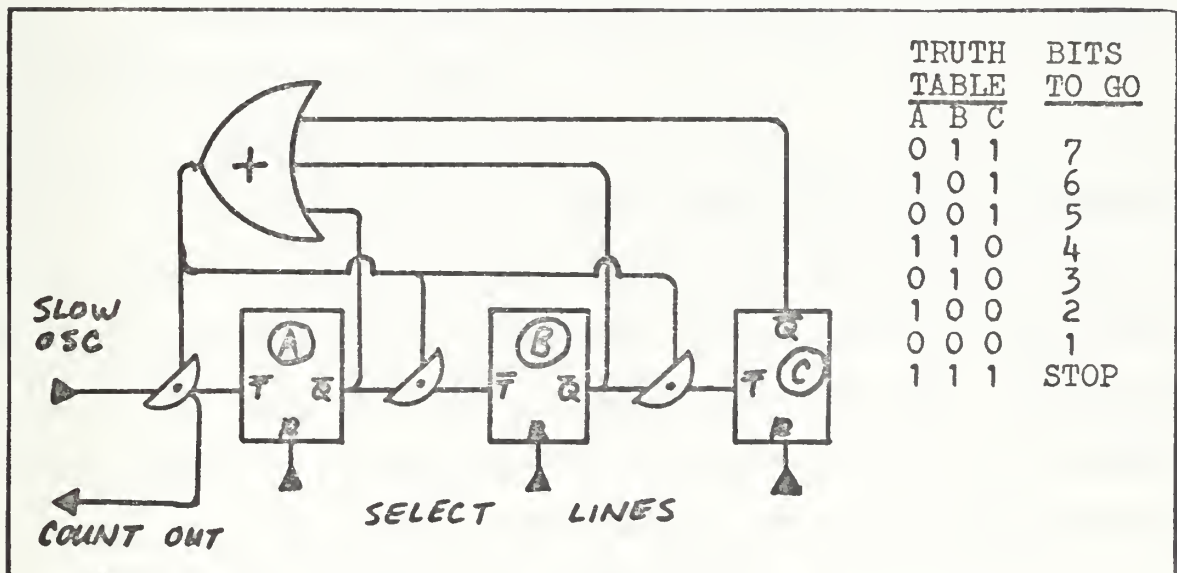 TRUTH BITS
TABLE TO GO
A B C
0 1 1 7
1 0 1 6
0 0 1 5
1 1 0 4
0 1 0 3
1 0 0 2
0 0 0 1
1 1 1 STOP
+
Q̅
SLOW
OSC
A B C
· T̅ Q̅ · T̅ Q̅ · T̅
R R R
SELECT LINES
COUNT OUT